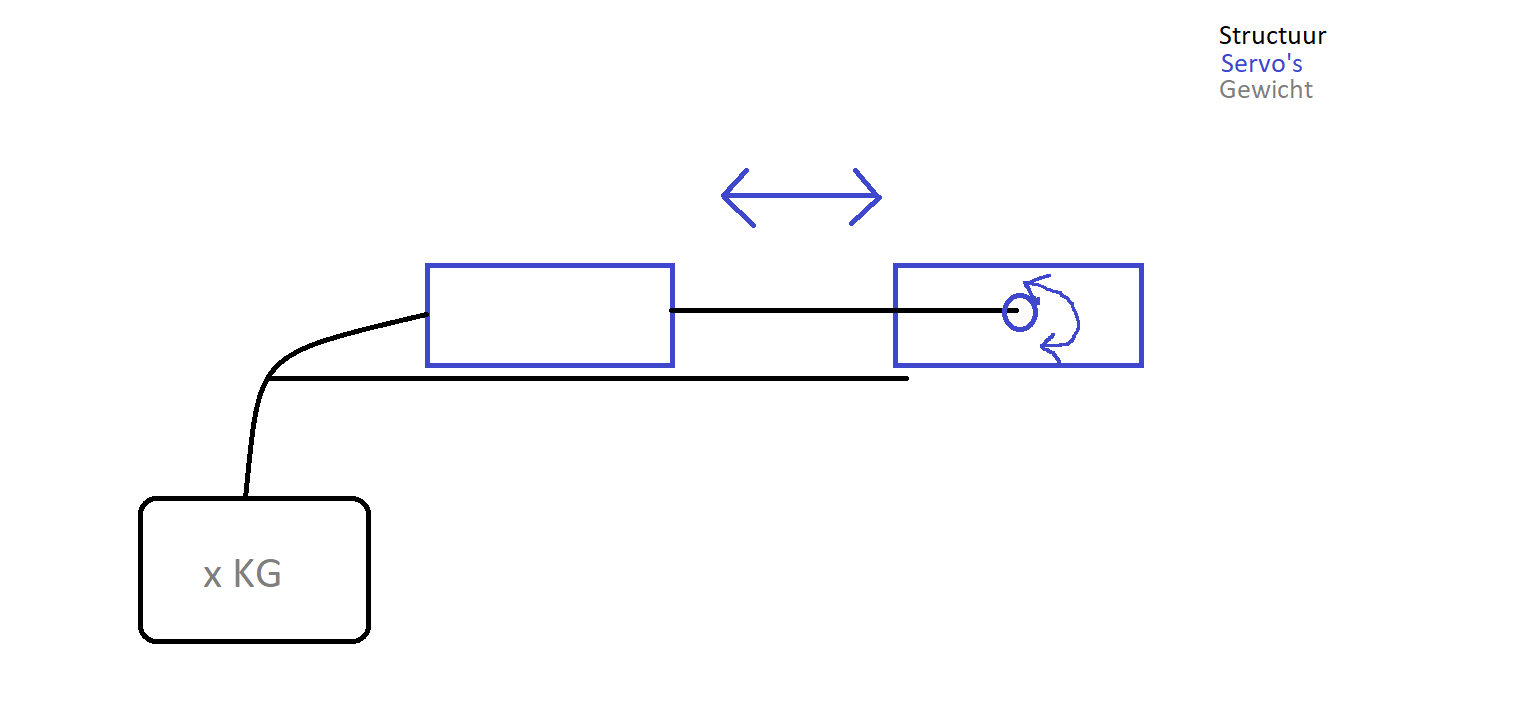 Structuur
Servo's
Gewicht
x KG